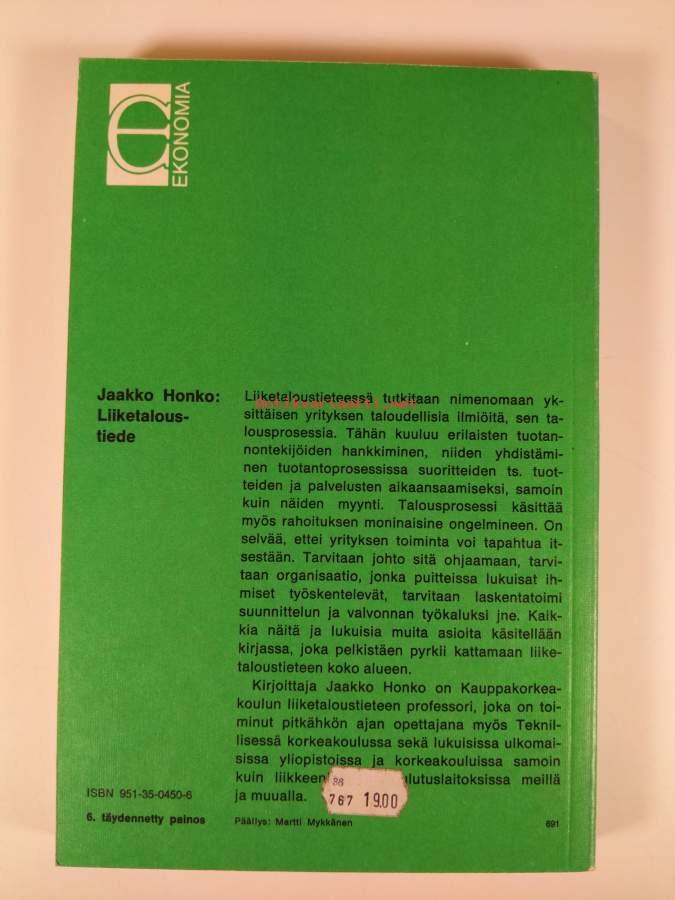 EKONOMIA
Jaakko Honko:
Liiketalous-
tiede
Liiketaloustieteessä tutkitaan nimenomaan yk-
sittäisen yrityksen taloudellisia ilmiöitä, sen ta-
lousprosessia. Tähän kuuluu erilaisten tuotan-
nontekijöiden hankkiminen, niiden yhdistämi-
nen tuotantoprosessissa suoritteiden ts. tuot-
teiden ja palvelusten aikaansaamiseksi, samoin
kuin näiden myynti. Talousprosessi käsittää
myös rahoituksen moninaisine ongelmineen. On
selvää, ettei yrityksen toiminta voi tapahtua it-
sestään. Tarvitaan johto sitä ohjaamaan, tarvi-
taan organisaatio, jonka puitteissa lukuisat ih-
miset työskentelevät, tarvitaan laskentatoimi
suunnittelun ja valvonnan työkaluksi jne. Kaik-
kia näitä ja lukuisia muita asioita käsitellään
kirjassa, joka pelkistäen pyrkii kattamaan liike-
taloustieteen koko alueen.
Kirjoittaja Jaakko Honko on Kauppakorkea-
koulun liiketaloustieteen professori, joka on toi-
minut pitkähkön ajan opettajana myös Teknil-
lisessä korkeakoulussa sekä lukuisissa ulkomai-
sissa yliopistoissa ja korkeakouluissa samoin
kuin liikkeen ulutuslaitoksissa meillä
ja muualla.
86
767 19.00
ISBN 951-35-0450-6
6. täydennetty painos
Päällys: Martti Mykkänen
691